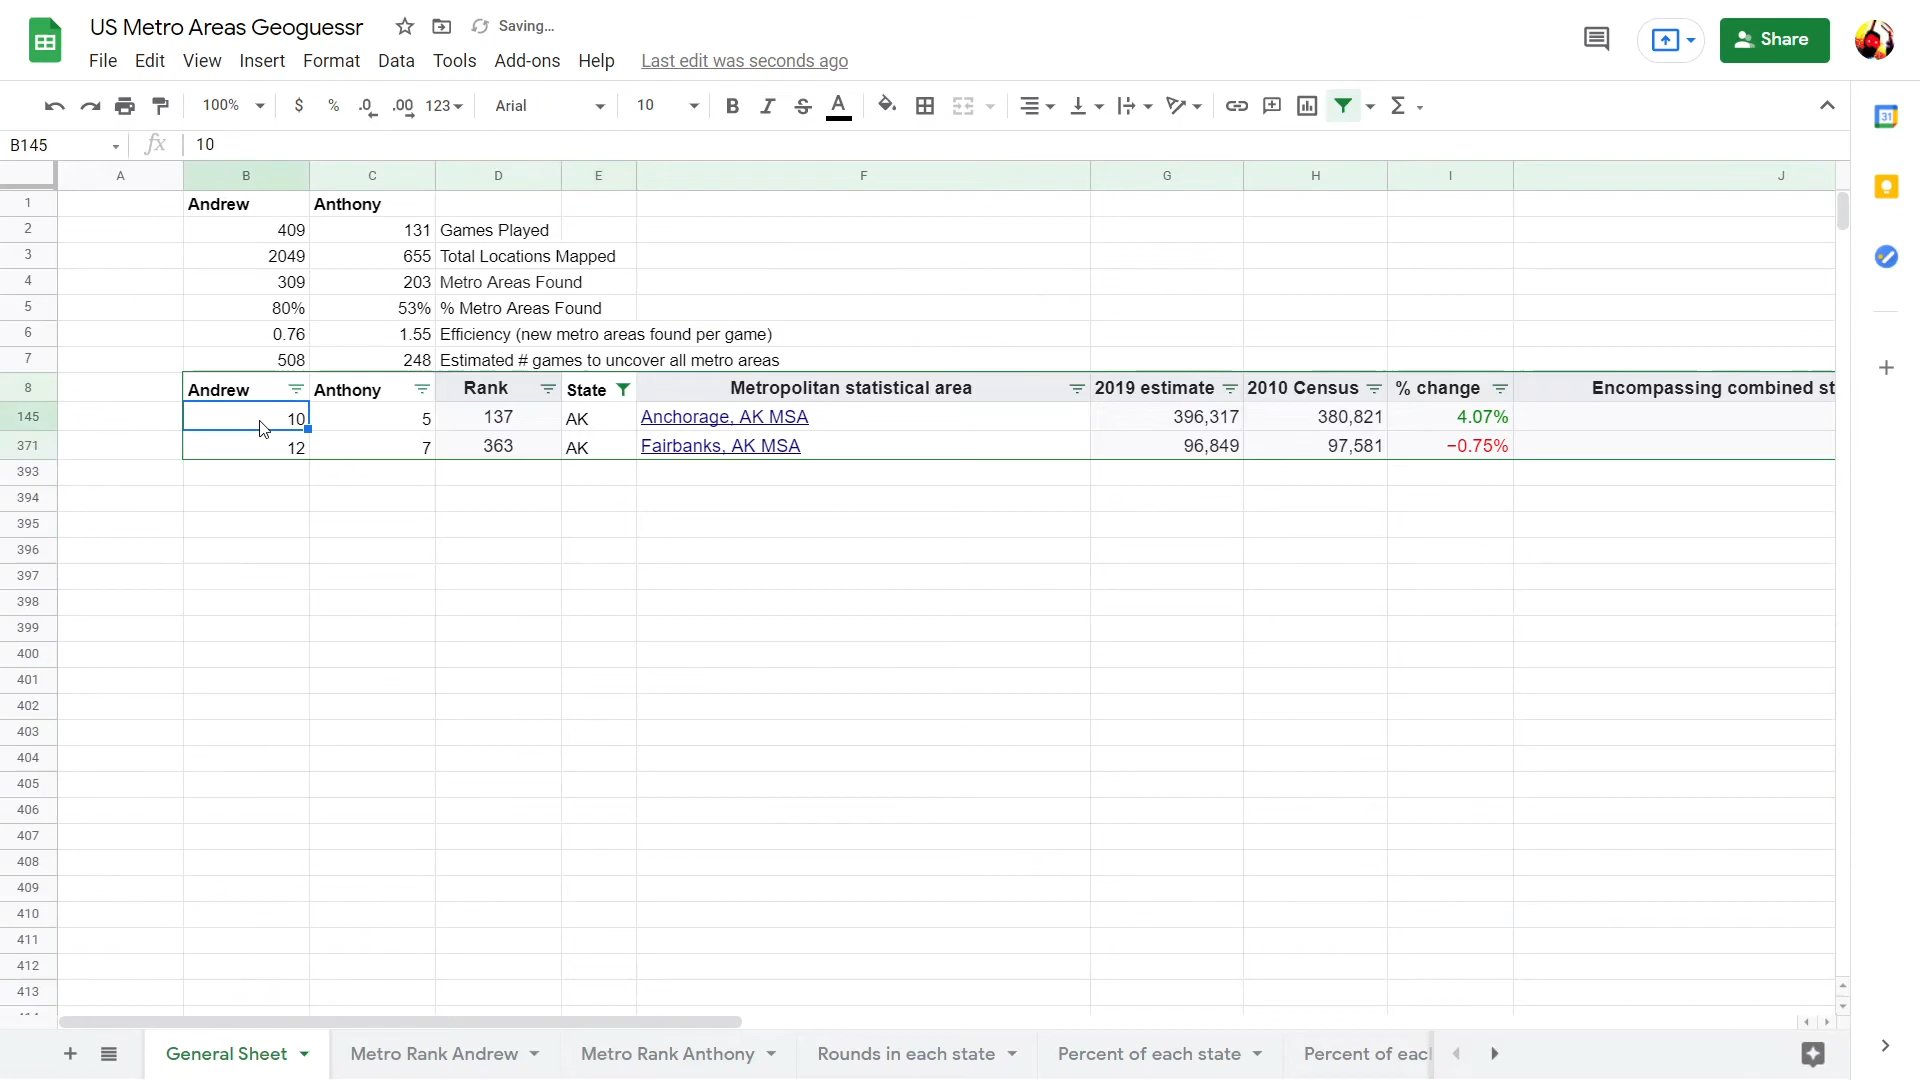 US Metro Areas Geoguessr Saving...
File Edit View Insert Format Data Tools Add-ons Help Last edit was seconds ago
Share
100% $ % .0 .00 123 Arial 10 B I S A Σ
31
B145 fx 10
A B C D E F G H I J
1 Andrew Anthony
2 409 131 Games Played
3 2049 655 Total Locations Mapped
4 309 203 Metro Areas Found
5 80% 53% % Metro Areas Found
6 0.76 1.55 Efficiency (new metro areas found per game)
7 508 248 Estimated # games to uncover all metro areas
8 Andrew Anthony Rank State Metropolitan statistical area 2019 estimate 2010 Census % change Encompassing combined st
145 10 5 137 AK Anchorage, AK MSA 396,317 380,821 4.07%
371 12 7 363 AK Fairbanks, AK MSA 96,849 97,581 −0.75%
393
394
395
396
397
398
399
400
401
402
403
404
405
406
407
408
409
410
411
412
413
General Sheet Metro Rank Andrew Metro Rank Anthony Rounds in each state Percent of each state Percent of eac